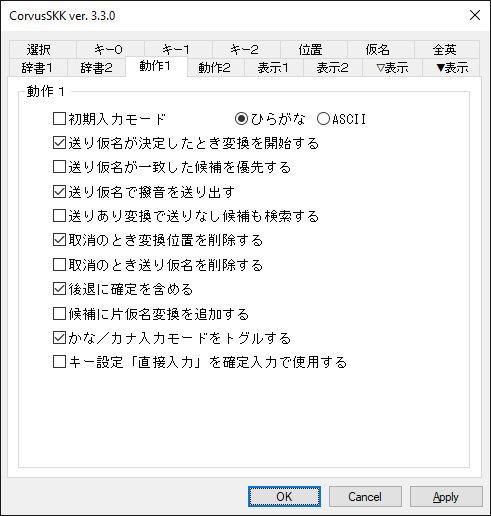 CorvusSKK ver. 3.3.0
選択 キー0 キー1 キー2 位置 仮名 全英
辞書1 辞書2 動作1 動作2 表示1 表示2 ▽表示 ▼表示
動作1
初期入力モード ひらがな ASCII
送り仮名が決定したとき変換を開始する
送り仮名が一致した候補を優先する
送り仮名で撥音を送り出す
送りあり変換で送りなし候補も検索する
取消のとき変換位置を削除する
取消のとき送り仮名を削除する
後退に確定を含める
候補に片仮名変換を追加する
かな／カナ入力モードをトグルする
キー設定「直接入力」を確定入力で使用する
OK Cancel Apply